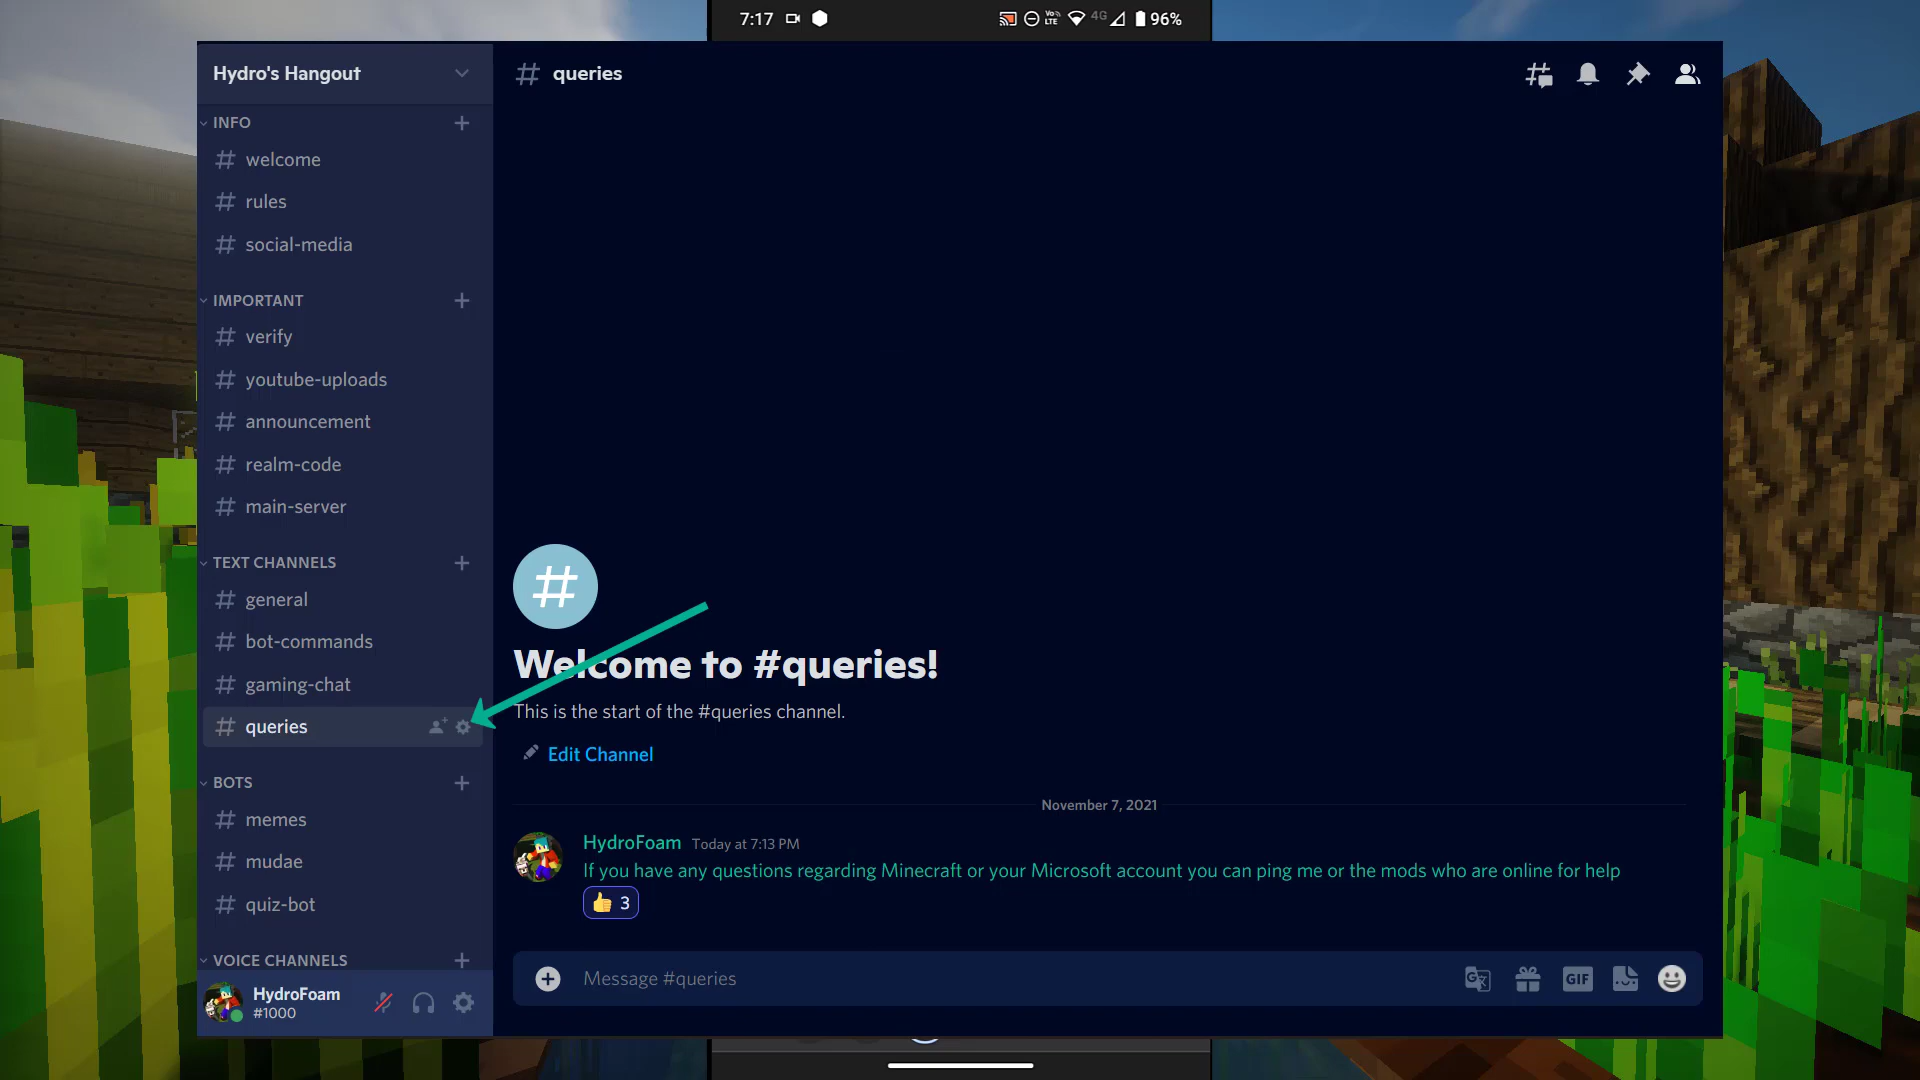 7:17
Vo LTE
4G
96%
Hydro's Hangout
INFO
welcome
rules
social-media
IMPORTANT
verify
youtube-uploads
announcement
realm-code
main-server
TEXT CHANNELS
general
bot-commands
gaming-chat
queries
BOTS
memes
mudae
quiz-bot
VOICE CHANNELS
HydroFoam
#1000
# queries
Welcome to #queries!
This is the start of the #queries channel.
Edit Channel
November 7, 2021
HydroFoam Today at 7:13 PM
If you have any questions regarding Minecraft or your Microsoft account you can ping me or the mods who are online for help
3
Message #queries
GIF